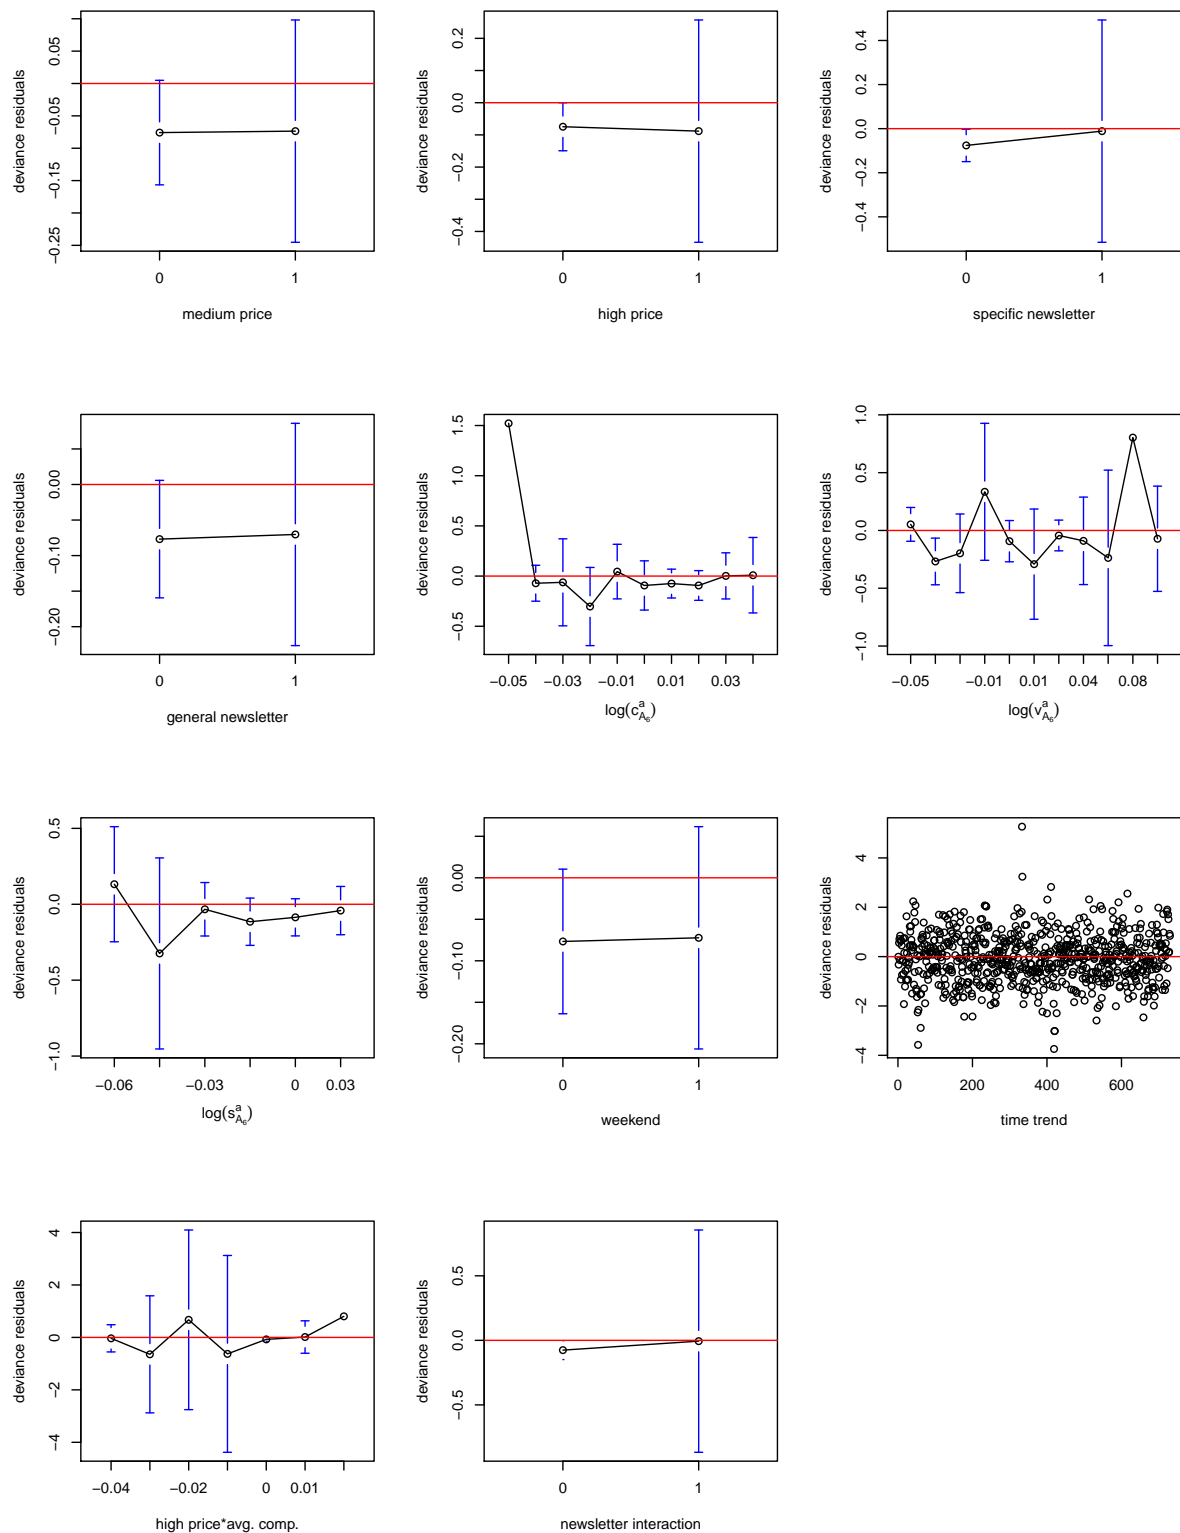 deviance residuals
0.05
−0.05
−0.15
−0.25
0 1
medium price
deviance residuals
0.2
0.0
−0.2
−0.4
0 1
high price
deviance residuals
0.4
0.2
0.0
−0.2
−0.4
0 1
specific newsletter
deviance residuals
0.00
−0.10
−0.20
0 1
general newsletter
deviance residuals
1.5
1.0
0.5
0.0
−0.5
−0.05 −0.03 −0.01 0.01 0.03
log(c^a_{A_6})
deviance residuals
1.0
0.5
0.0
−0.5
−1.0
−0.05 −0.01 0.01 0.04 0.08
log(v^a_{A_6})
deviance residuals
0.5
0.0
−0.5
−1.0
−0.06 −0.03 0 0.03
log(s^a_{A_6})
deviance residuals
0.00
−0.10
−0.20
0 1
weekend
deviance residuals
4
2
0
−2
−4
0 200 400 600
time trend
deviance residuals
4
2
0
−2
−4
−0.04 −0.02 0 0.01
high price*avg. comp.
deviance residuals
0.5
0.0
−0.5
0 1
newsletter interaction